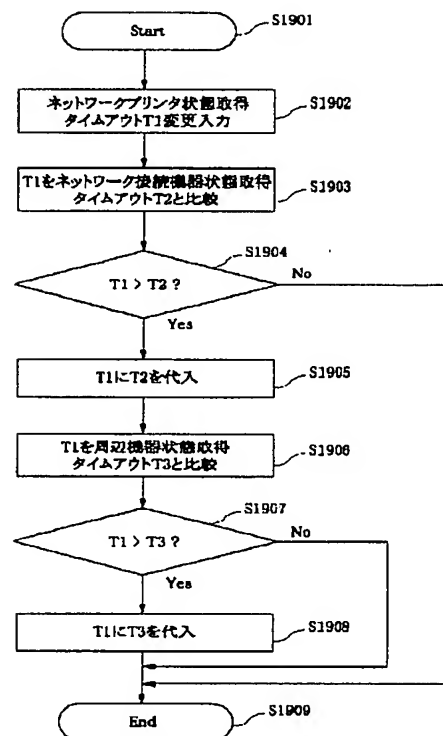 Start
S1901
ネットワークプリンタ状態取得
タイムアウトT1変更入力
S1902
T1をネットワーク接続機器状態取得
タイムアウトT2と比較
S1903
S1904
T1 > T2 ?
No
Yes
T1にT2を代入
S1905
T1を周辺機器状態取得
タイムアウトT3と比較
S1906
S1907
T1 > T3 ?
No
Yes
T1にT3を代入
S1908
End
S1909